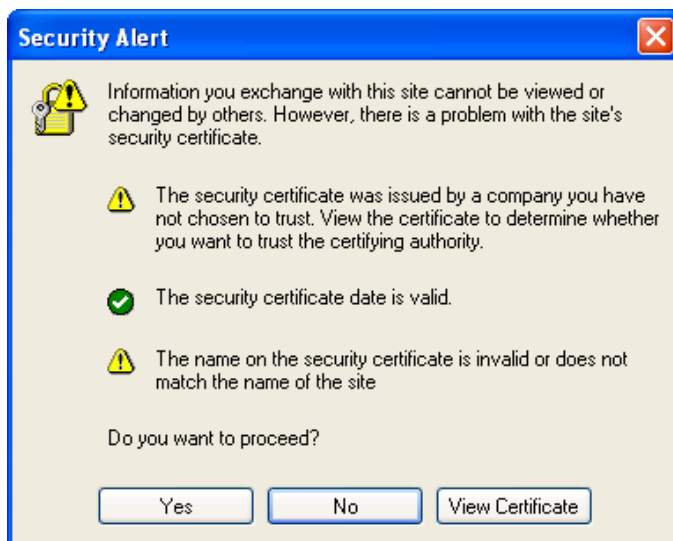 Security Alert
Information you exchange with this site cannot be viewed or
changed by others. However, there is a problem with the site's
security certificate.
The security certificate was issued by a company you have
not chosen to trust. View the certificate to determine whether
you want to trust the certifying authority.
The security certificate date is valid.
The name on the security certificate is invalid or does not
match the name of the site
Do you want to proceed?
Yes No View Certificate